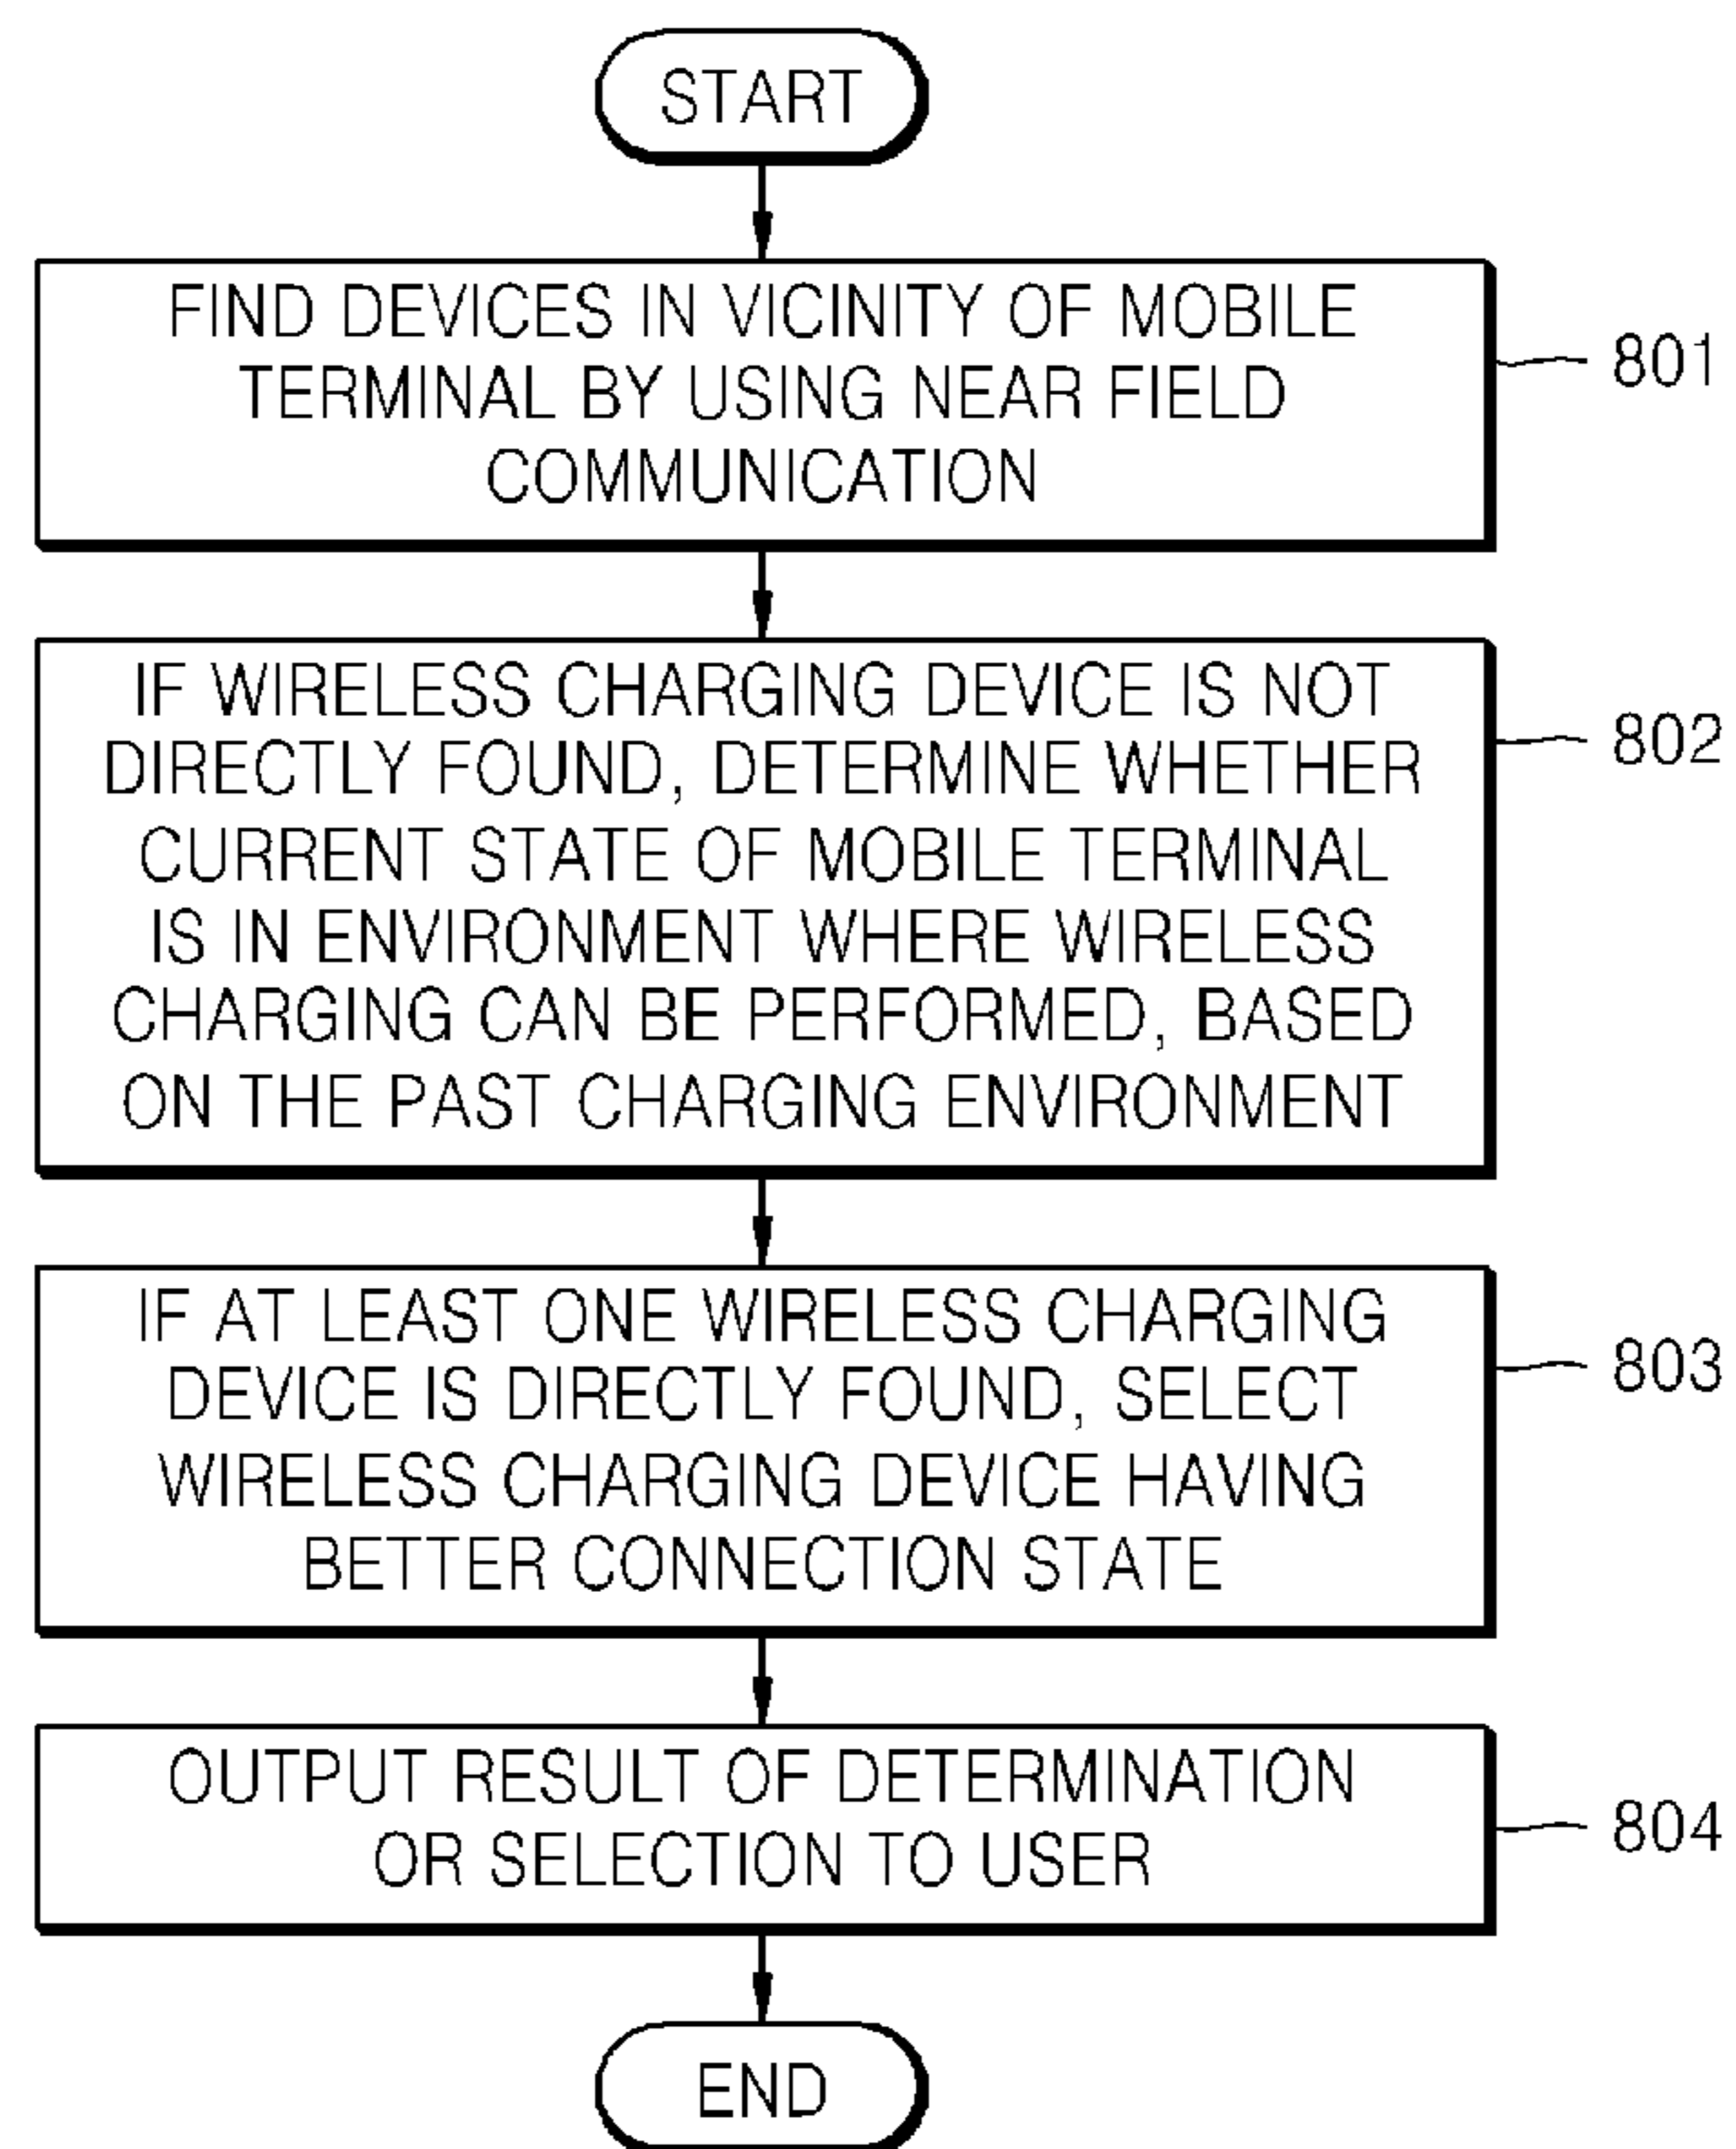 START
FIND DEVICES IN VICINITY OF MOBILE
TERMINAL BY USING NEAR FIELD
COMMUNICATION
801
IF WIRELESS CHARGING DEVICE IS NOT
DIRECTLY FOUND, DETERMINE WHETHER
CURRENT STATE OF MOBILE TERMINAL
IS IN ENVIRONMENT WHERE WIRELESS
CHARGING CAN BE PERFORMED, BASED
ON THE PAST CHARGING ENVIRONMENT
802
IF AT LEAST ONE WIRELESS CHARGING
DEVICE IS DIRECTLY FOUND, SELECT
WIRELESS CHARGING DEVICE HAVING
BETTER CONNECTION STATE
803
OUTPUT RESULT OF DETERMINATION
OR SELECTION TO USER
804
END